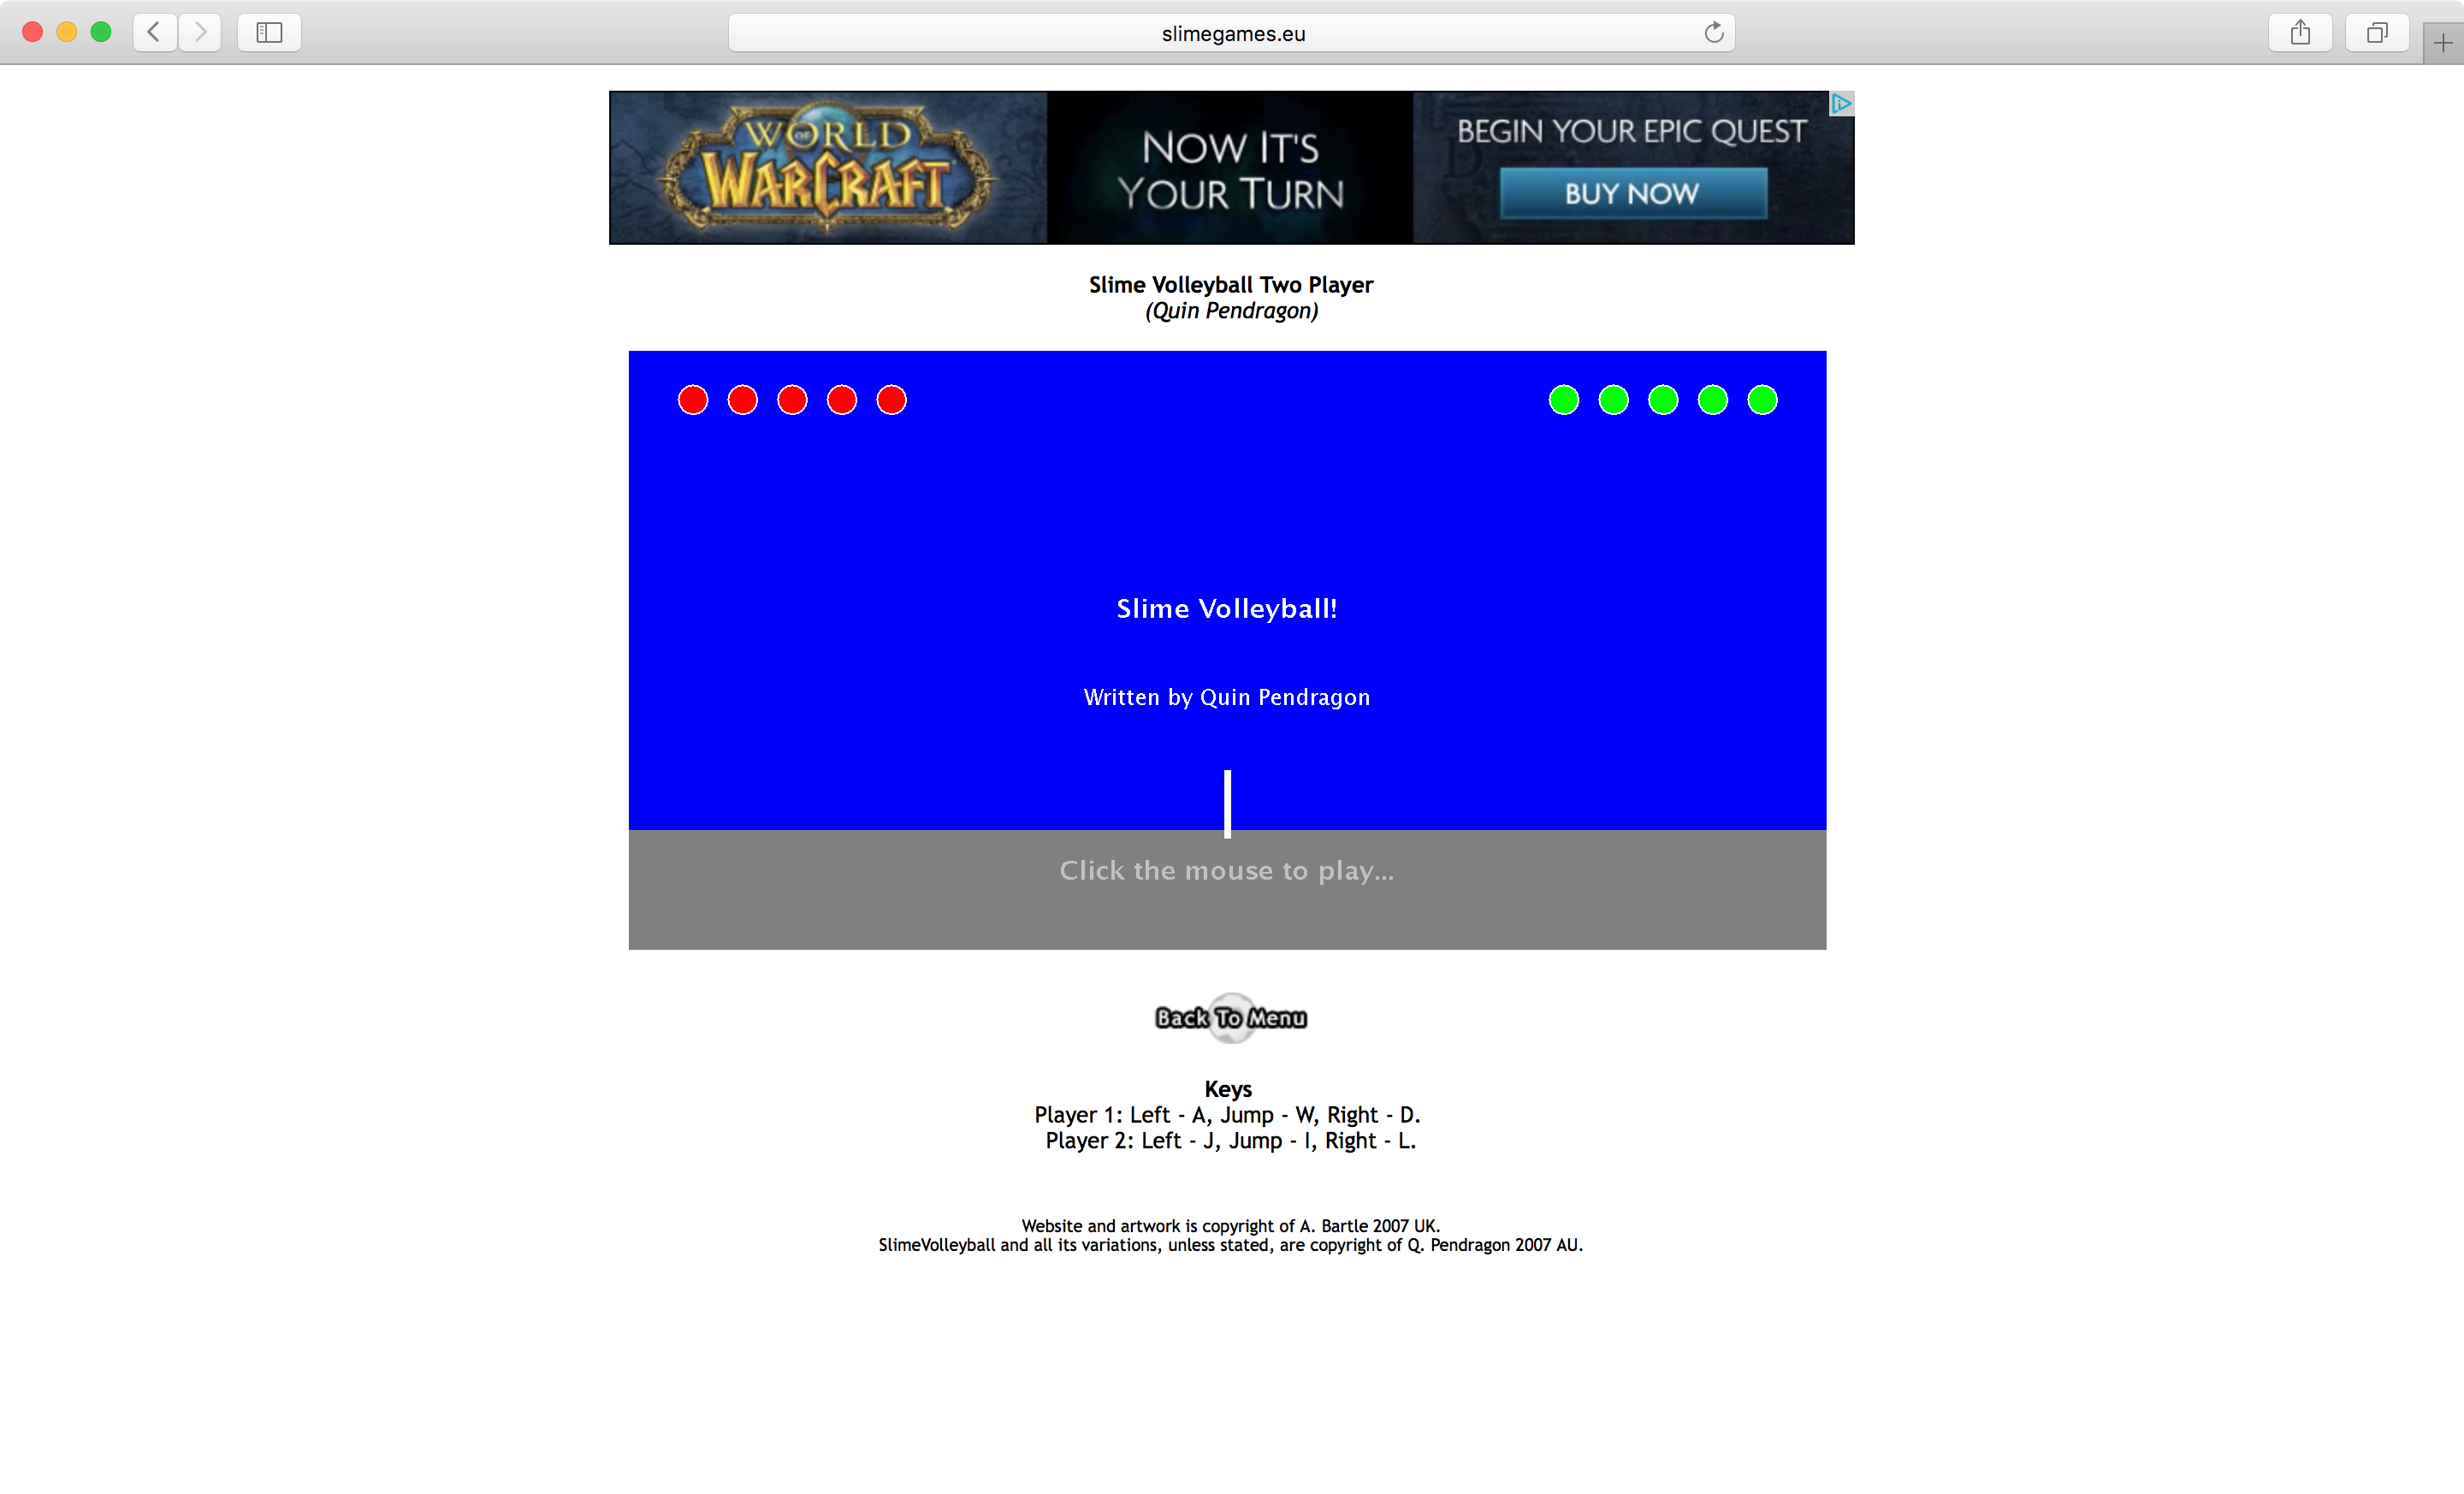 slimegames.eu
WORLD
OF
WARCRAFT
NOW IT'S
YOUR TURN
BEGIN YOUR EPIC QUEST
BUY NOW
Slime Volleyball Two Player
(Quin Pendragon)
Slime Volleyball!
Written by Quin Pendragon
Click the mouse to play...
Back To Menu
Keys
Player 1: Left - A, Jump - W, Right - D.
Player 2: Left - J, Jump - I, Right - L.
Website and artwork is copyright of A. Bartle 2007 UK.
SlimeVolleyball and all its variations, unless stated, are copyright of Q. Pendragon 2007 AU.